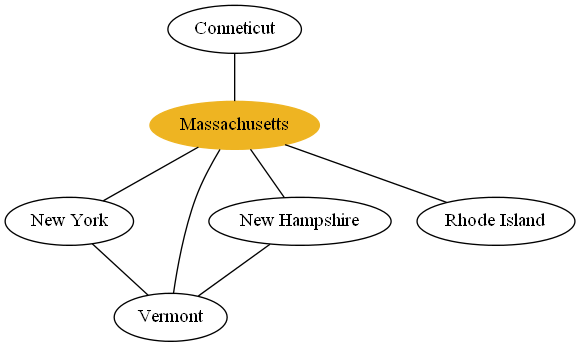 Conneticut
Massachusetts
New York
New Hampshire
Rhode Island
Vermont